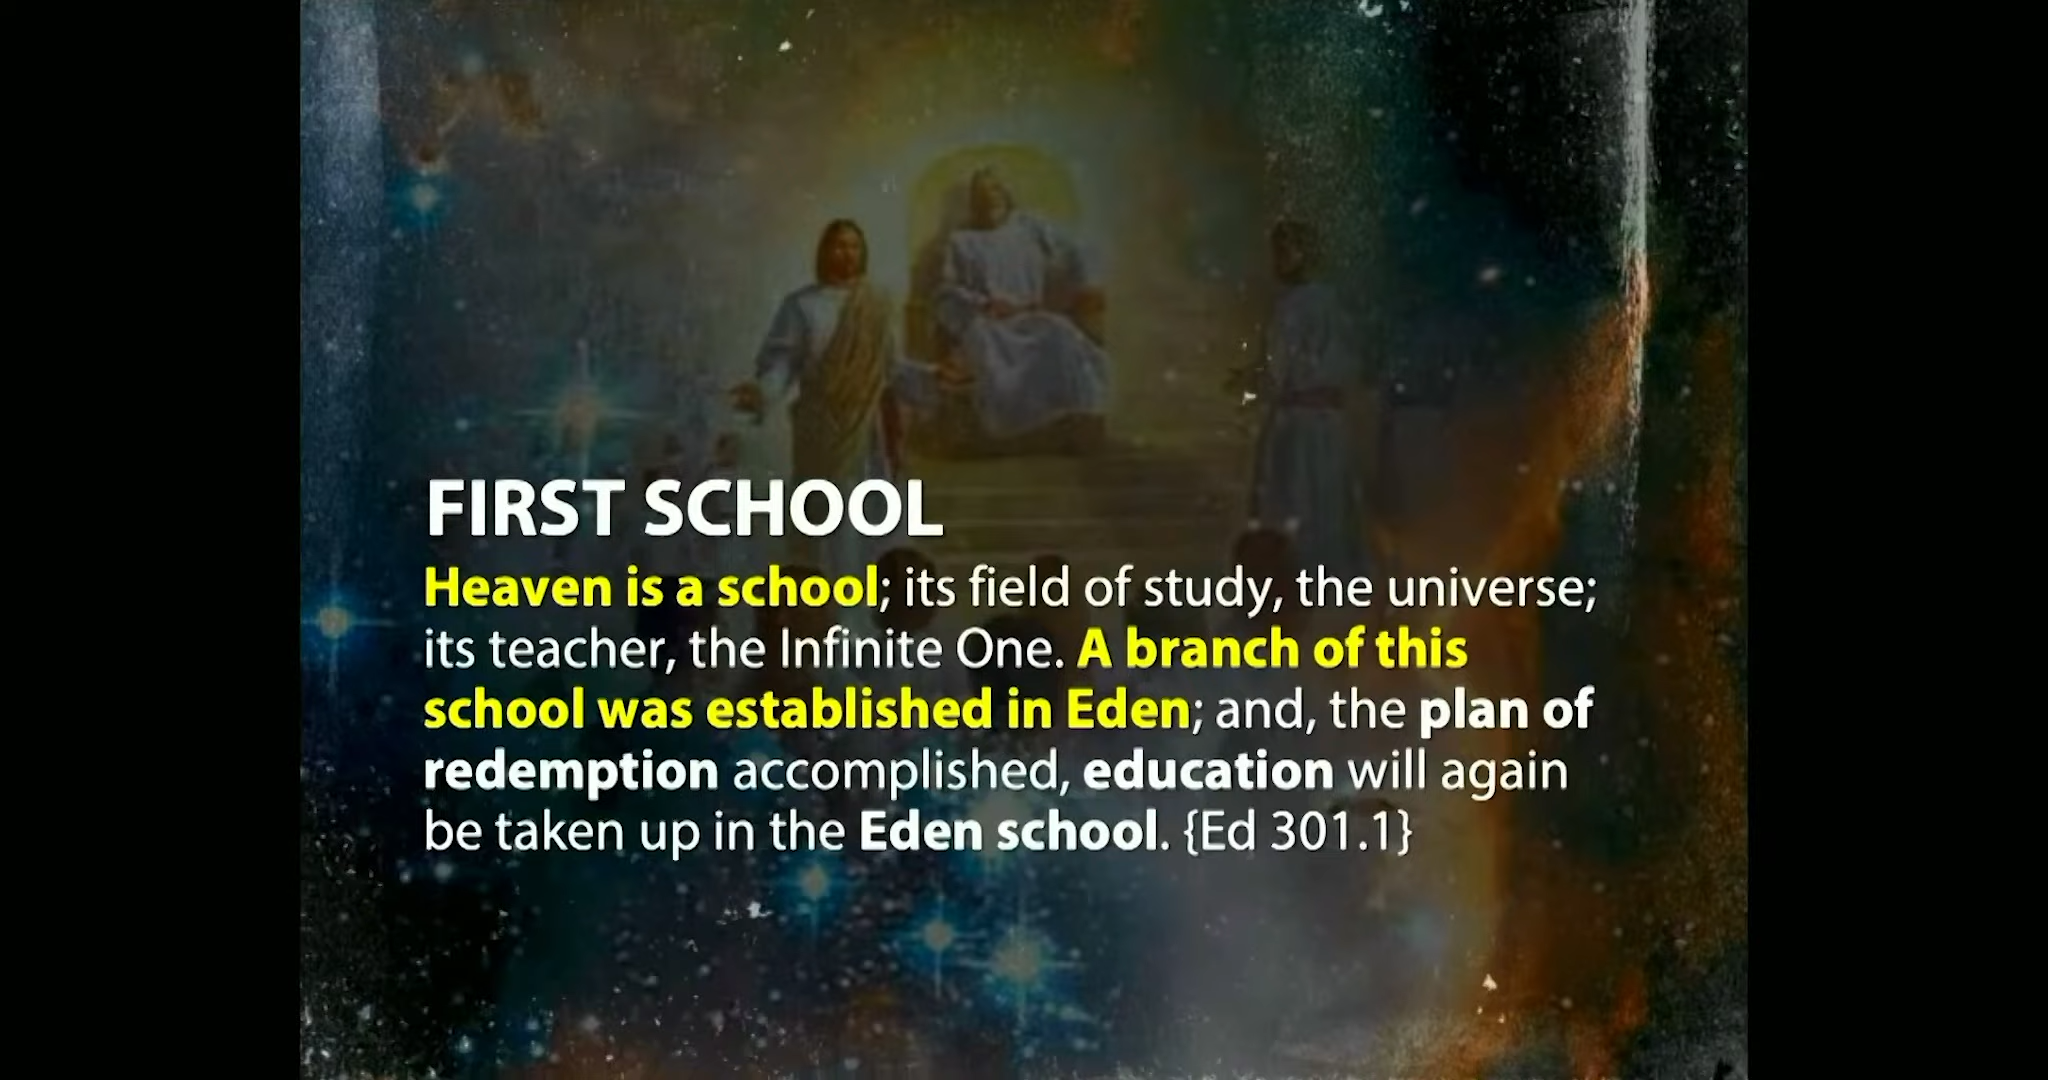 FIRST SCHOOL
Heaven is a school; its field of study, the universe;
its teacher, the Infinite One. A branch of this
school was established in Eden; and, the plan of
redemption accomplished, education will again
be taken up in the Eden school. {Ed 301.1}